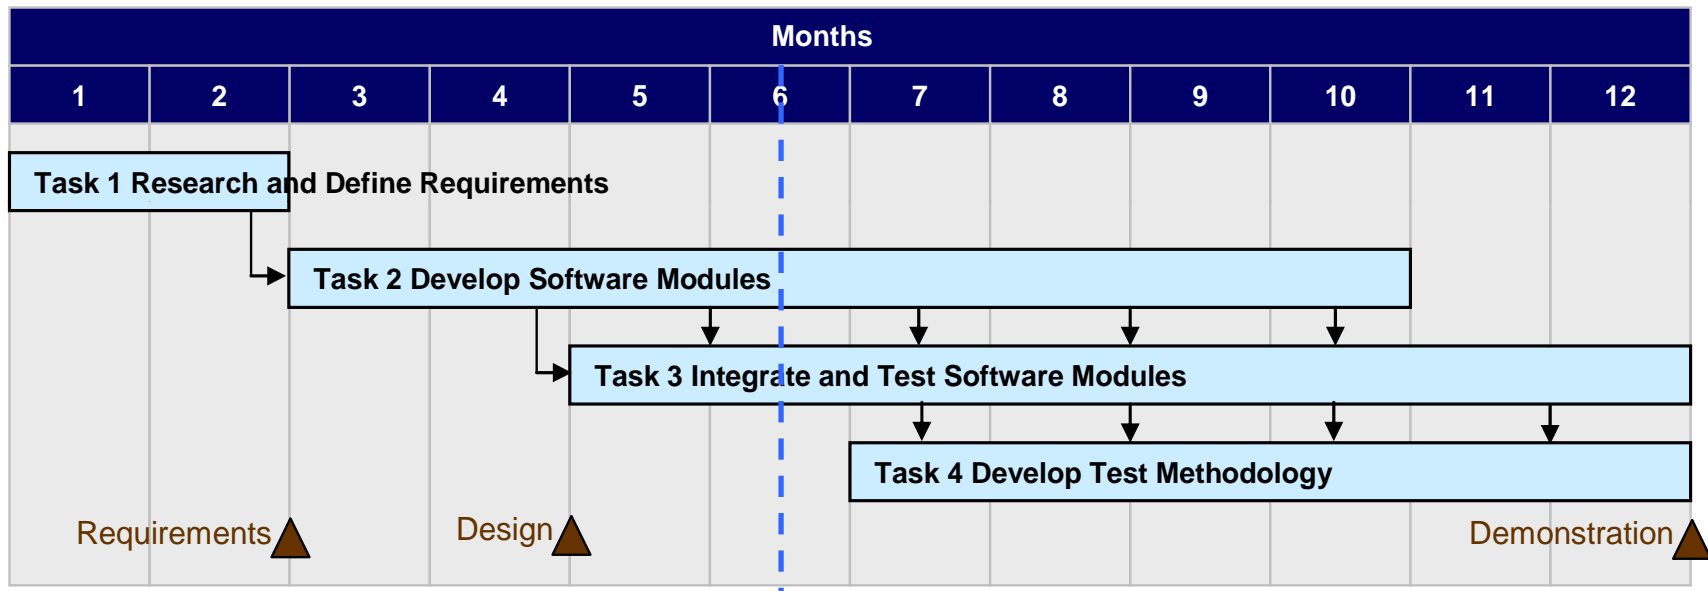 Months
1 2 3 4 5 6 7 8 9 10 11 12
Task 1 Research and Define Requirements
Task 2 Develop Software Modules
Task 3 Integrate and Test Software Modules
Task 4 Develop Test Methodology
Requirements Design Demonstration